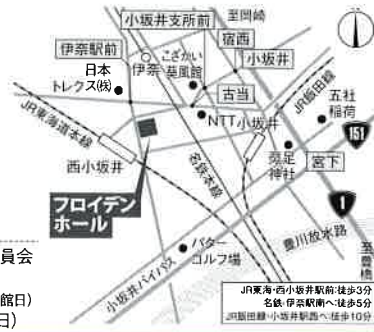 小坂井支所前
至岡崎
宿西
伊奈駅前
こざかい
葵風館
小坂井
伊奈
日本
トレクス㈱
古当
JR飯田線
五社
稲荷
NTT
小坂井
151
JR東海道本線
西小坂井
名鉄本線
菟足
神社
宮下
フロイデン
ホール
1
豊川放水路
パター
ゴルフ場
小坂井バイパス
至豊橋
員会
館日)
日)
JR東海・西小坂井駅前:徒歩3分
名鉄・伊奈駅南へ:徒歩5分
JR飯田線・小坂井駅西へ:徒歩10分